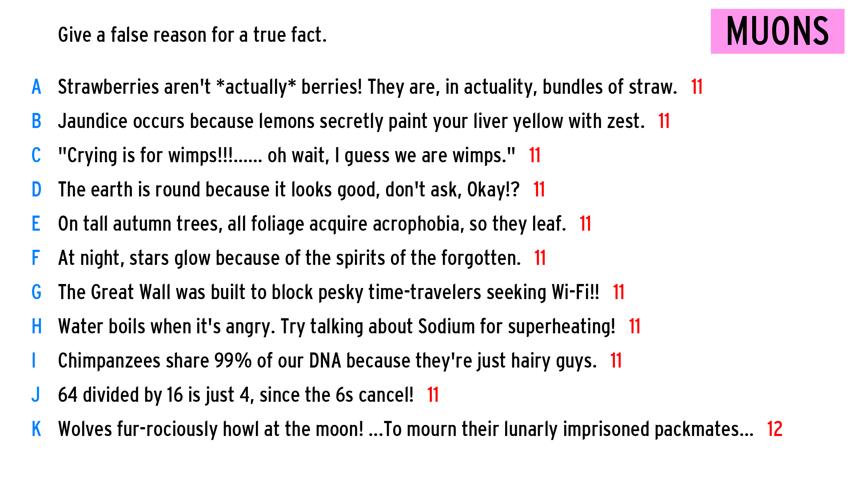 Give a false reason for a true fact.
MUONS
A Strawberries aren't *actually* berries! They are, in actuality, bundles of straw. 11
B Jaundice occurs because lemons secretly paint your liver yellow with zest. 11
C "Crying is for wimps!!!...... oh wait, I guess we are wimps." 11
D The earth is round because it looks good, don't ask, Okay!? 11
E On tall autumn trees, all foliage acquire acrophobia, so they leaf. 11
F At night, stars glow because of the spirits of the forgotten. 11
G The Great Wall was built to block pesky time-travelers seeking Wi-Fi!! 11
H Water boils when it's angry. Try talking about Sodium for superheating! 11
I Chimpanzees share 99% of our DNA because they're just hairy guys. 11
J 64 divided by 16 is just 4, since the 6s cancel! 11
K Wolves fur-rociously howl at the moon! ...To mourn their lunarly imprisoned packmates... 12